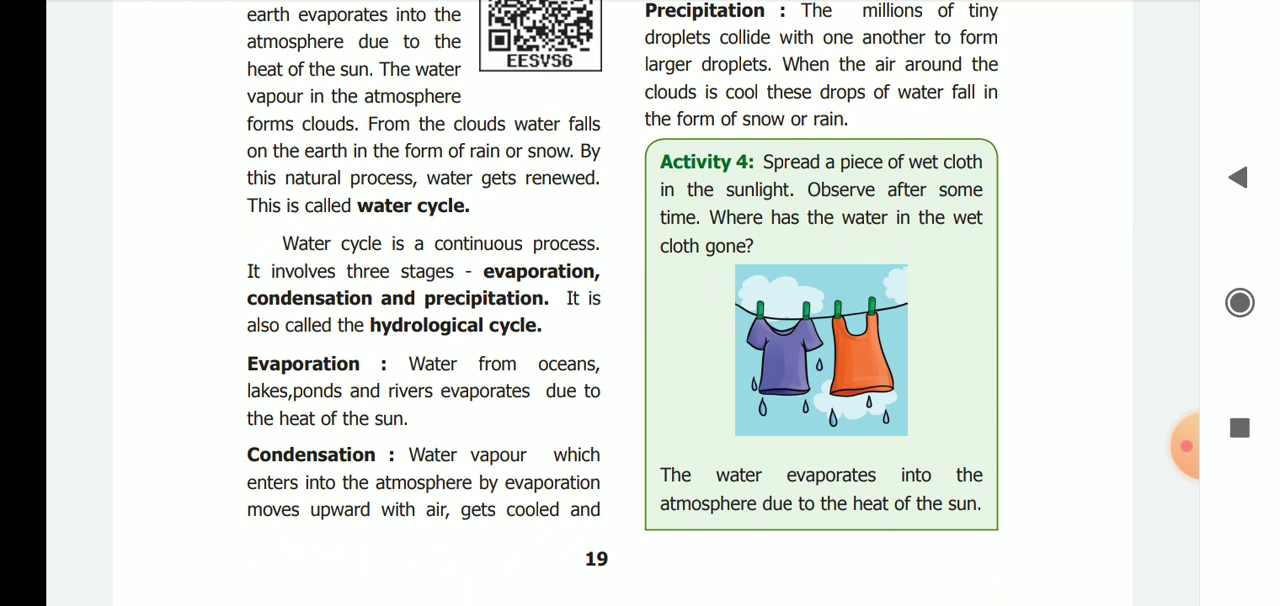 earth evaporates into the
atmosphere due to the
heat of the sun. The water
vapour in the atmosphere
forms clouds. From the clouds water falls
on the earth in the form of rain or snow. By
this natural process, water gets renewed.
This is called water cycle.
EESVS6
Water cycle is a continuous process.
It involves three stages - evaporation,
condensation and precipitation. It is
also called the hydrological cycle.
Evaporation : Water from oceans,
lakes,ponds and rivers evaporates due to
the heat of the sun.
Condensation : Water vapour which
enters into the atmosphere by evaporation
moves upward with air, gets cooled and
Precipitation : The millions of tiny
droplets collide with one another to form
larger droplets. When the air around the
clouds is cool these drops of water fall in
the form of snow or rain.
Activity 4: Spread a piece of wet cloth
in the sunlight. Observe after some
time. Where has the water in the wet
cloth gone?
The water evaporates into the
atmosphere due to the heat of the sun.
19